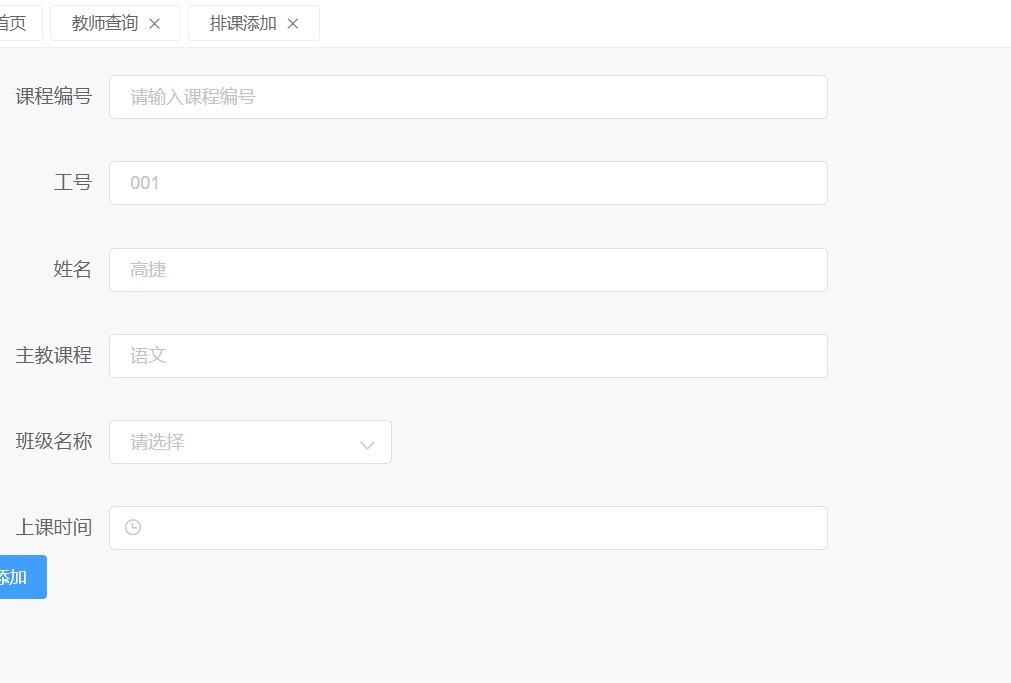 首页 教师查询 排课添加
课程编号 请输入课程编号
工号 001
姓名 高捷
主教课程 语文
班级名称 请选择
上课时间
添加